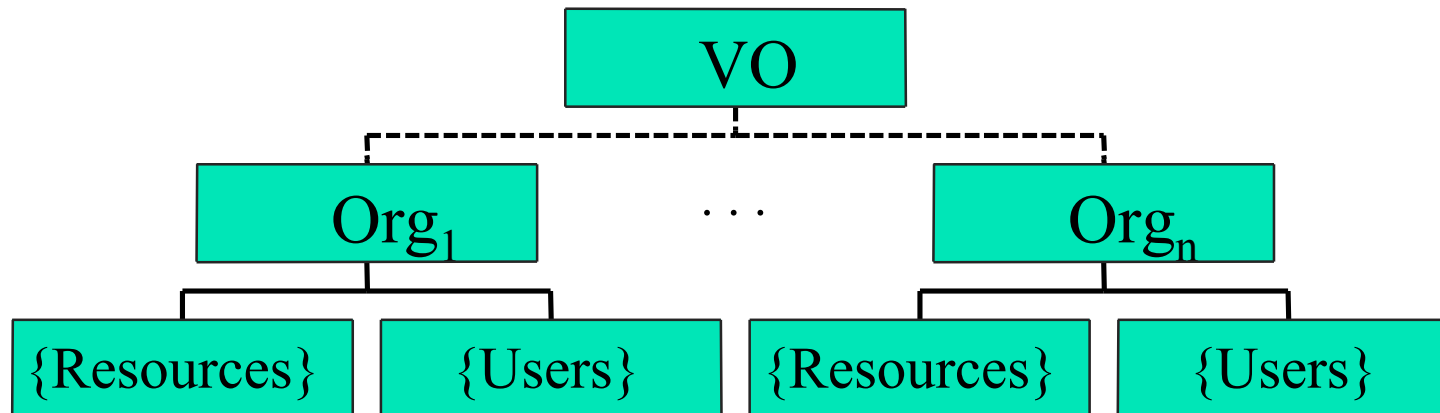 VO
Org₁ . . . Orgₙ
{Resources} {Users} {Resources} {Users}